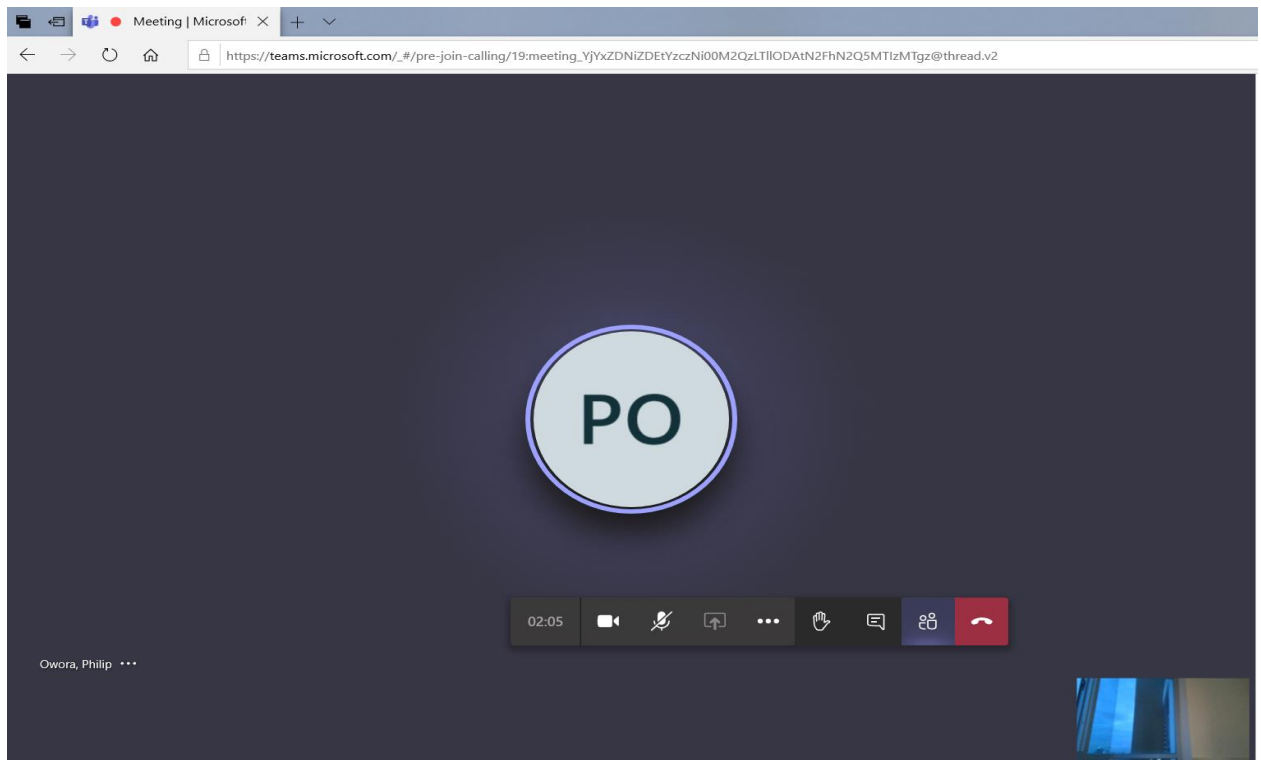 Meeting | Microsoft
https://teams.microsoft.com/_#/pre-join-calling/19:meeting_YjYxZDNiZDEtYzczNi00M2QzLTllODAtN2FhN2Q5MTIzMTgz@thread.v2
PO
02:05
Owora, Philip